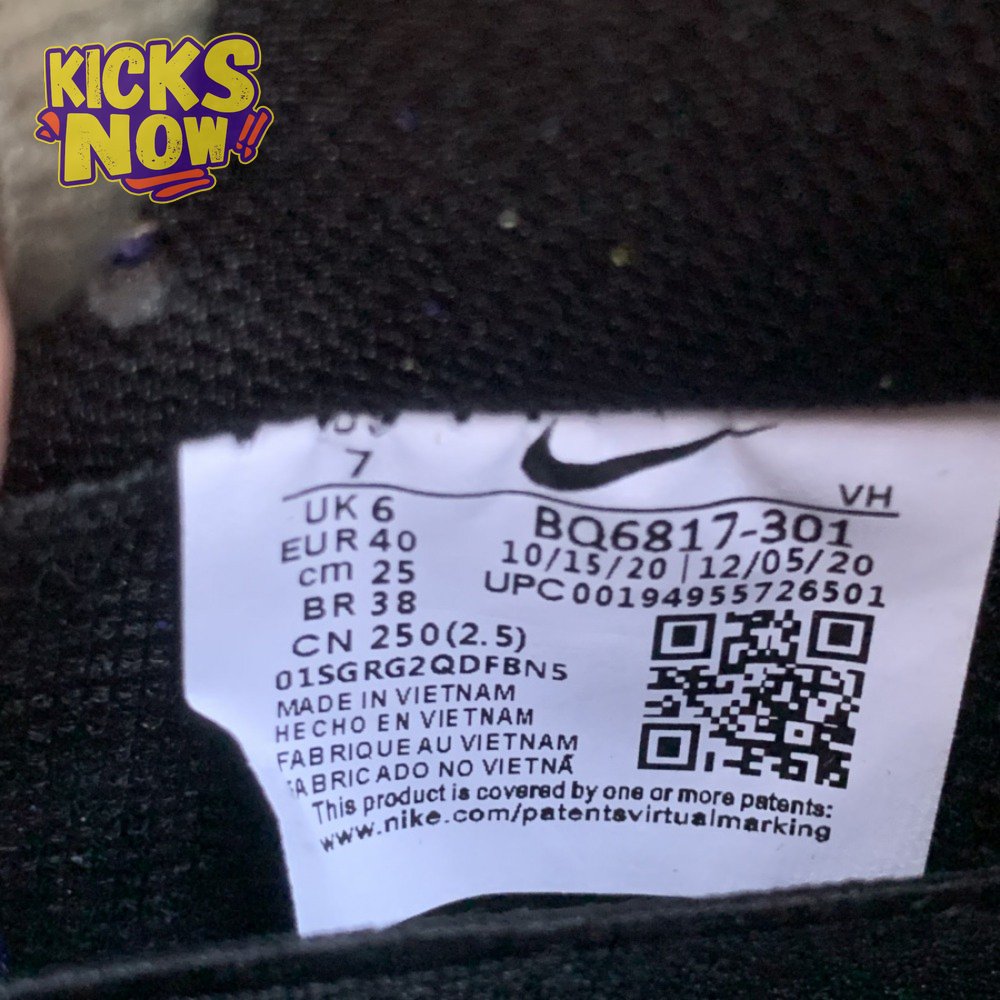 KICKS
NOW!!
7
UK 6
EUR 40
cm 25
BR 38
CN 250(2.5)
VH
BQ6817-301
10/15/20 | 12/05/20
UPC00194955726501
01SGRG2QDFBN5
MADE IN VIETNAM
HECHO EN VIETNAM
FABRIQUE AU VIETNAM
FABRICADO NO VIETNÃ
This product is covered by one or more patents:
www.nike.com/patentsvirtualmarking